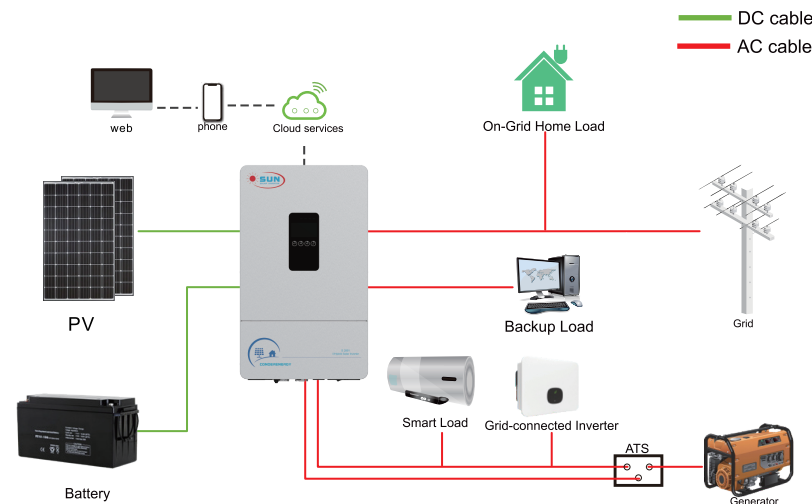 DC cable
AC cable
web
phone
Cloud services
On-Grid Home Load
SUN
PV
Backup Load
Grid
Smart Load
Grid-connected Inverter
ATS
Battery
Generator